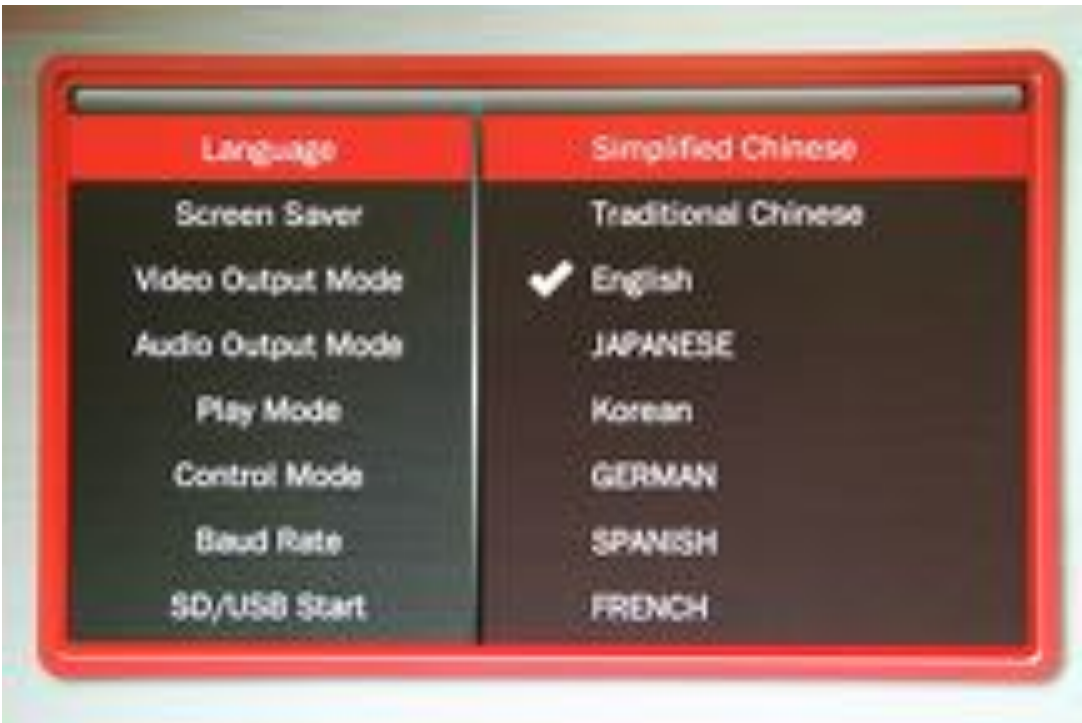 Language
Simplified Chinese
Screen Saver
Traditional Chinese
Video Output Mode
English
Audio Output Mode
JAPANESE
Play Mode
Korean
Control Mode
GERMAN
Baud Rate
SPANISH
SD/USB Start
FRENCH